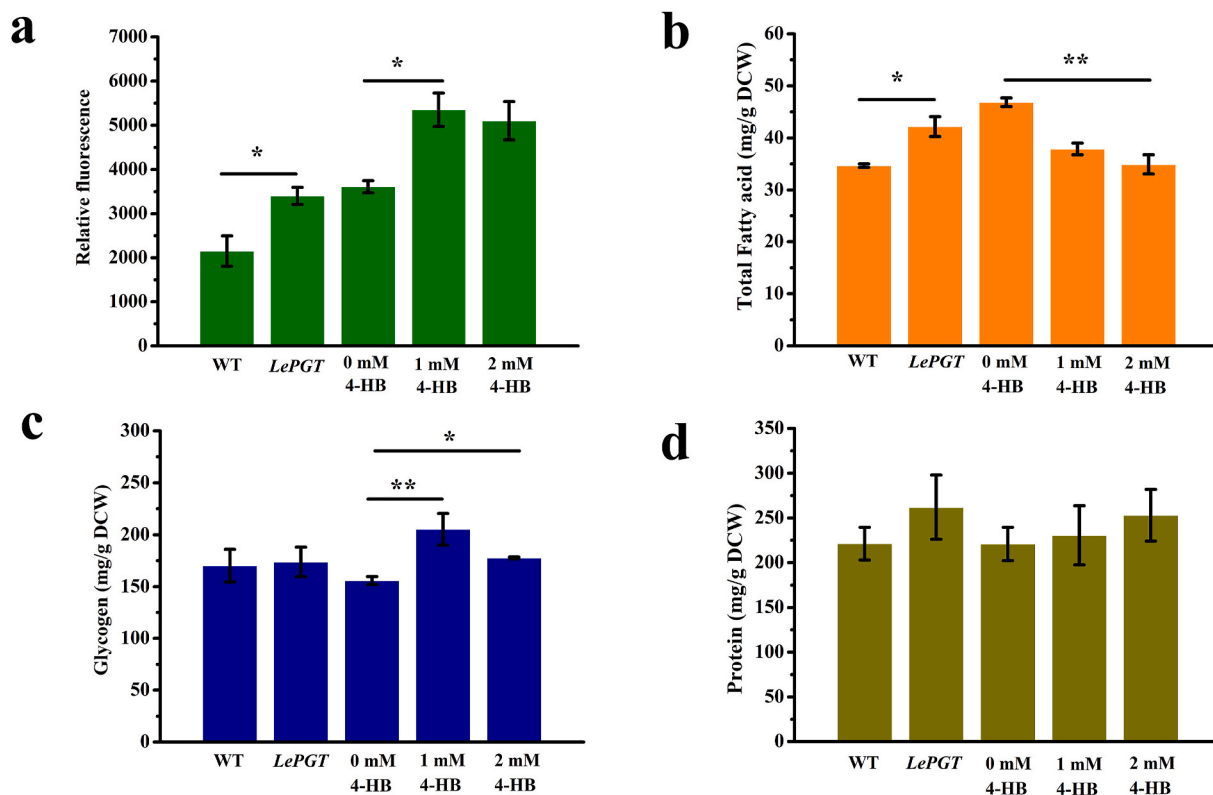 a
Relative fluorescence
7000
6000
5000
4000
3000
2000
1000
0
*
*
WT
LePGT
0 mM
4-HB
1 mM
4-HB
2 mM
4-HB
b
Total Fatty acid (mg/g DCW)
60
50
40
30
20
10
0
*
**
WT
LePGT
0 mM
4-HB
1 mM
4-HB
2 mM
4-HB
c
Glycogen (mg/g DCW)
300
250
200
150
100
50
0
*
**
WT
LePGT
0 mM
4-HB
1 mM
4-HB
2 mM
4-HB
d
Protein (mg/g DCW)
350
300
250
200
150
100
50
0
WT
LePGT
0 mM
4-HB
1 mM
4-HB
2 mM
4-HB